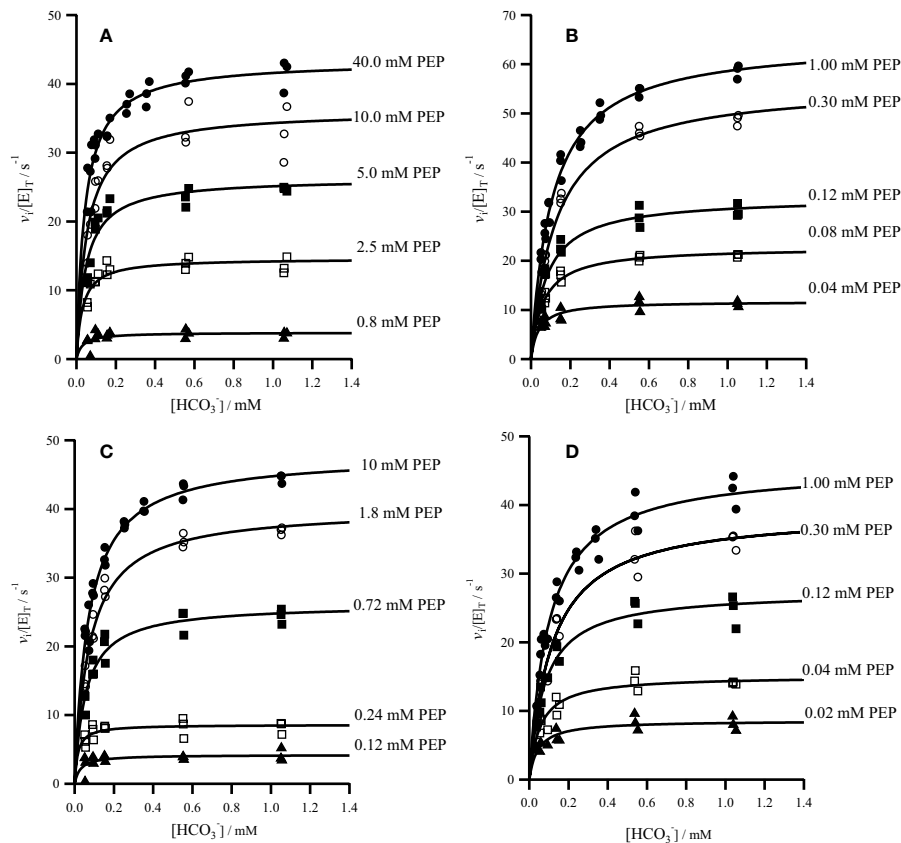 A
50
40
30
20
10
0
v_i/[E]_T / s^-1
40.0 mM PEP
10.0 mM PEP
5.0 mM PEP
2.5 mM PEP
0.8 mM PEP
0.0 0.2 0.4 0.6 0.8 1.0 1.2 1.4
[HCO3^-] / mM
B
70
60
50
40
30
20
10
0
v_i/[E]_T / s^-1
1.00 mM PEP
0.30 mM PEP
0.12 mM PEP
0.08 mM PEP
0.04 mM PEP
0.0 0.2 0.4 0.6 0.8 1.0 1.2 1.4
[HCO3^-] / mM
C
50
40
30
20
10
0
v_i/[E]_T / s^-1
10 mM PEP
1.8 mM PEP
0.72 mM PEP
0.24 mM PEP
0.12 mM PEP
0.0 0.2 0.4 0.6 0.8 1.0 1.2 1.4
[HCO3^-] / mM
D
50
40
30
20
10
0
v_i/[E]_T / s^-1
1.00 mM PEP
0.30 mM PEP
0.12 mM PEP
0.04 mM PEP
0.02 mM PEP
0.0 0.2 0.4 0.6 0.8 1.0 1.2 1.4
[HCO3^-] / mM